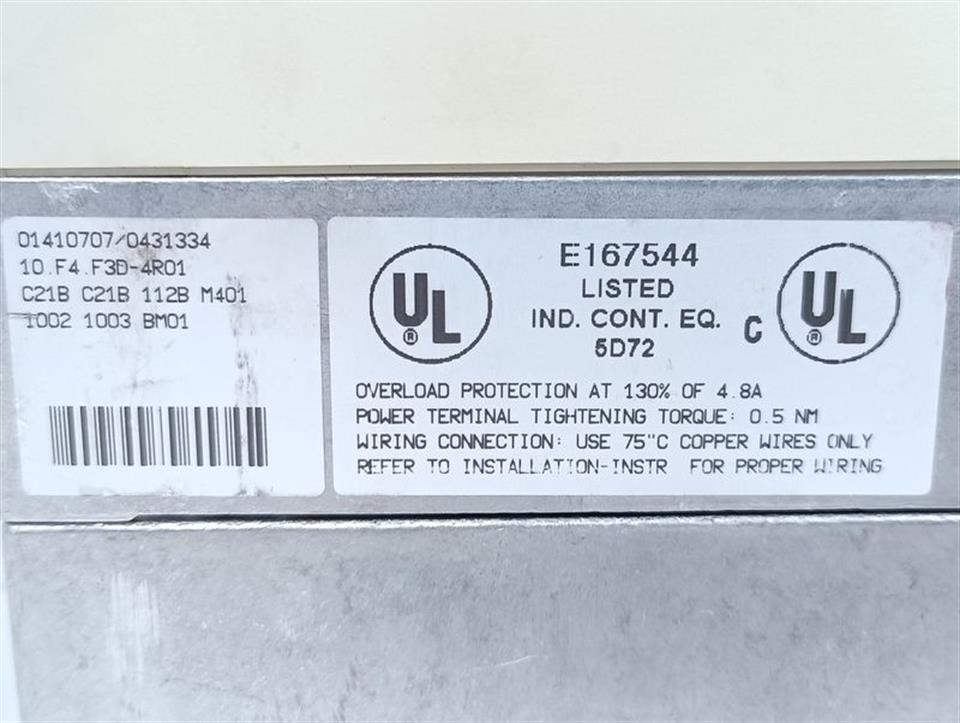 01410707/0431334
10.F4.F3D-4R01
C21B C21B 112B M401
1002 1003 BM01
UL
®
E167544
LISTED
IND. CONT. EQ.
5D72
C
UL
®
OVERLOAD PROTECTION AT 130% OF 4.8A
POWER TERMINAL TIGHTENING TORQUE: 0.5 NM
WIRING CONNECTION: USE 75"C COPPER WIRES ONLY
REFER TO INSTALLATION-INSTR FOR PROPER WIRING